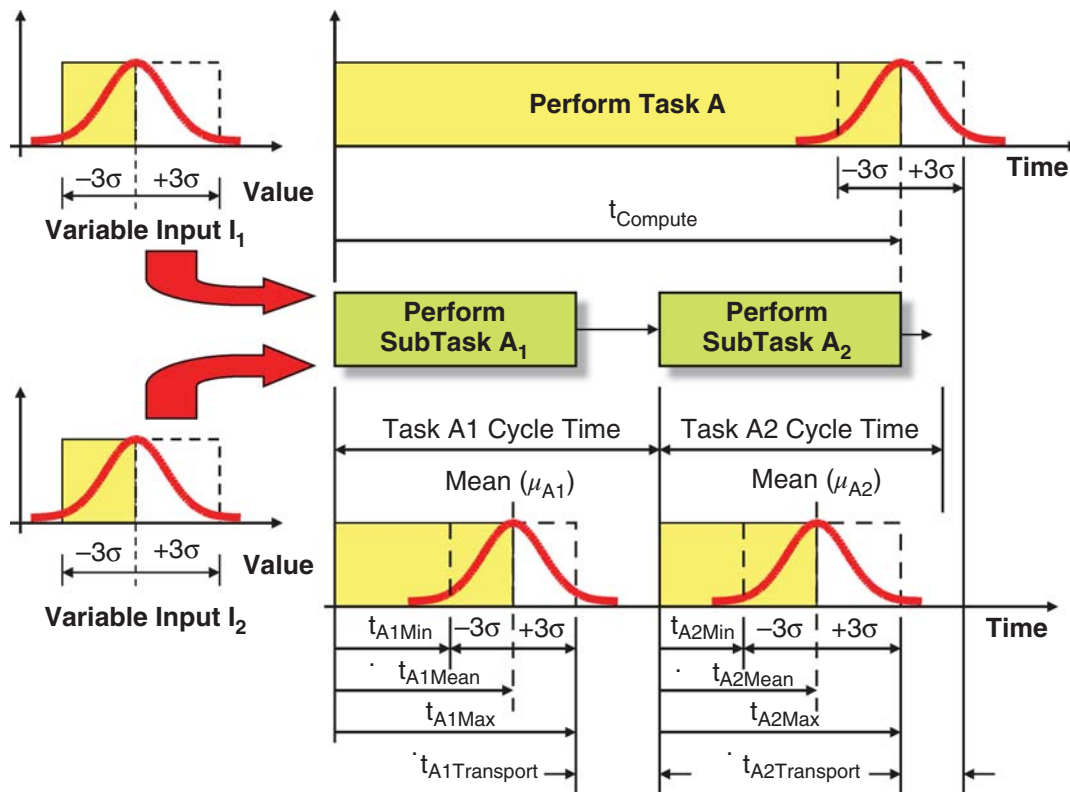 −3σ +3σ
Value
Variable Input I1
Perform Task A
Time
−3σ +3σ
tCompute
Perform
SubTask A1
Perform
SubTask A2
−3σ +3σ
Value
Variable Input I2
Task A1 Cycle Time
Task A2 Cycle Time
Mean (μA1)
Mean (μA2)
Time
tA1Min −3σ +3σ
tA2Min −3σ +3σ
tA1Mean
tA2Mean
tA1Max
tA2Max
tA1Transport
tA2Transport